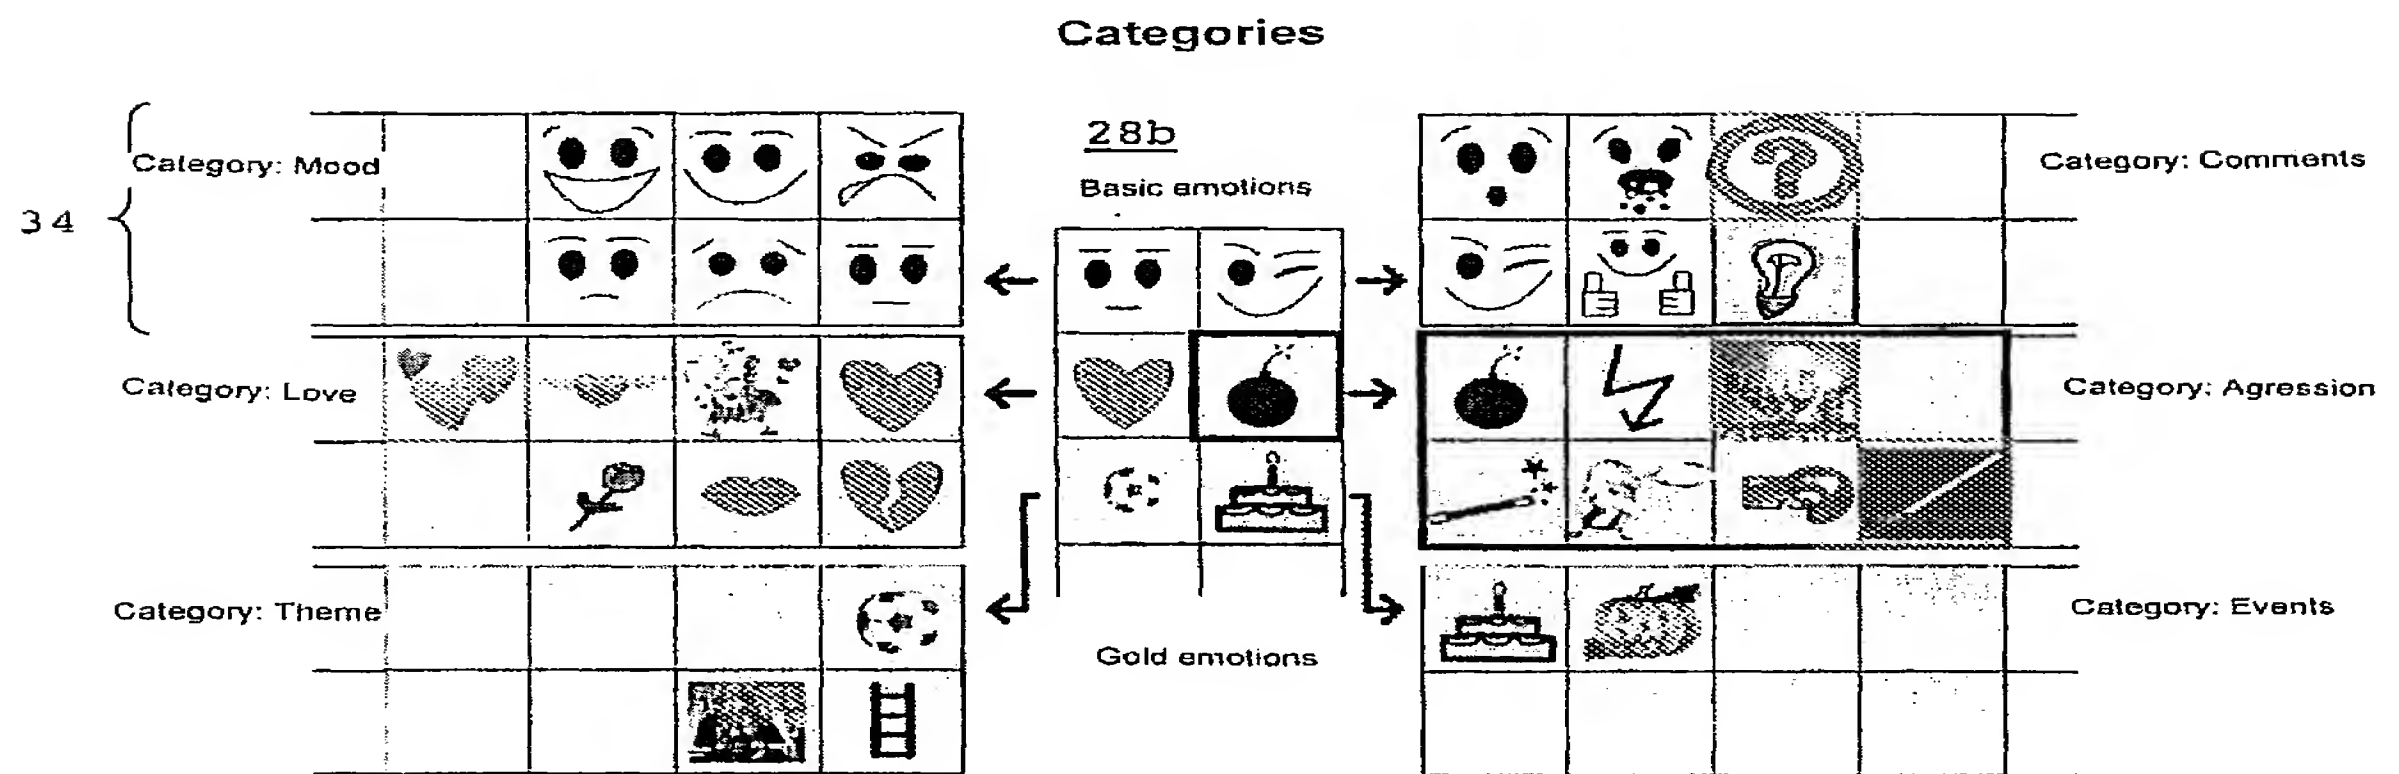 Categories
28b
Category: Mood
Basic emotions
Category: Comments
34
Category: Love
Category: Agression
Category: Theme
Category: Events
Gold emotions